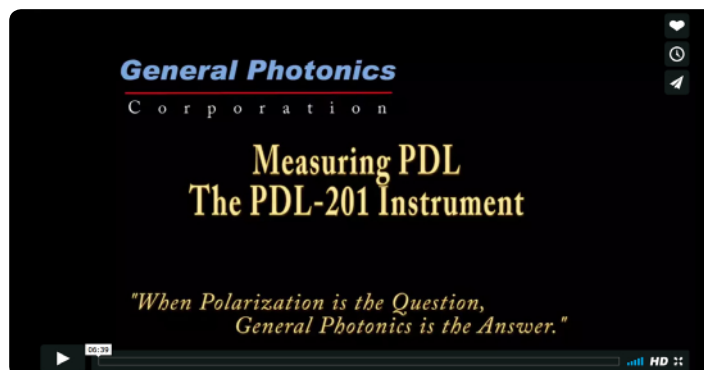 General Photonics
Corporation
Measuring PDL
The PDL-201 Instrument
"When Polarization is the Question,
General Photonics is the Answer."
06:39
HD